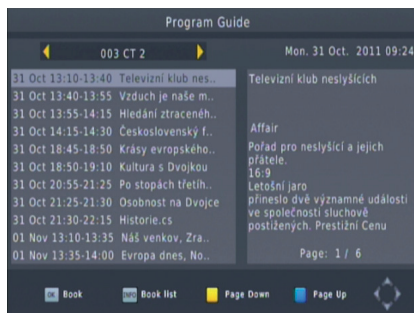 Program Guide
003 CT 2
Mon. 31 Oct. 2011 09:24
31 Oct 13:10-13:40 Televizní klub nes..
31 Oct 13:40-13:55 Vzduch je naše m..
31 Oct 13:55-14:15 Hledání ztraceneh..
31 Oct 14:15-14:30 Československý f..
31 Oct 18:45-18:50 Krásy evropského..
31 Oct 18:50-19:10 Kultura s Dvojkou
31 Oct 20:55-21:25 Po stopách třetíh..
31 Oct 21:25-21:30 Osobnost na Dvojce
31 Oct 21:30-22:15 Historie.cs
01 Nov 13:10-13:35 Náš venkov, Zra..
01 Nov 13:35-14:00 Evropa dnes, No..
Televizní klub neslyšících
Affair
Pořad pro neslyšící a jejich
přátele.
16:9
Letošní jaro
přineslo dvě významné události
ve společnosti sluchově
postižených. Prestižní Cenu
Page: 1 / 6
OK Book
INFO Book list
Page Down
Page Up